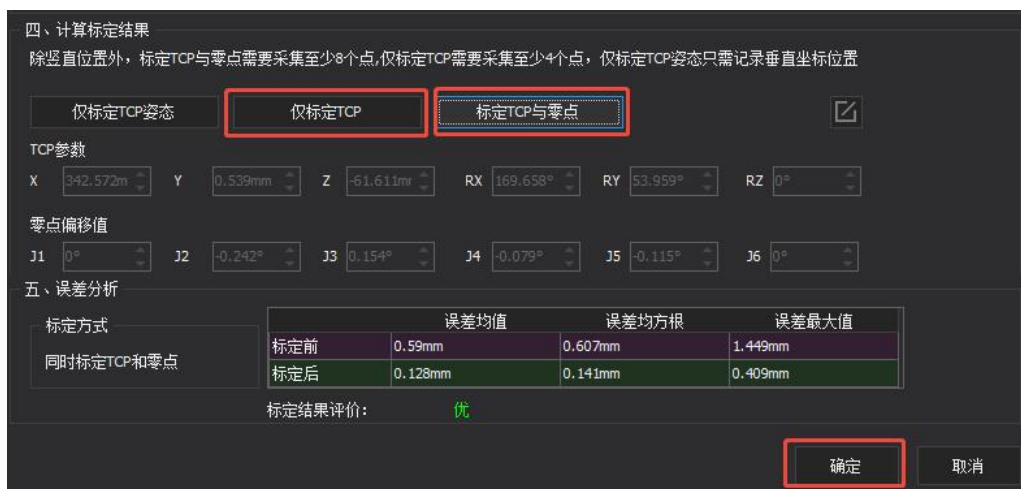 四、计算标定结果
除竖直位置外，标定TCP与零点需要采集至少8个点,仅标定TCP需要采集至少4个点，仅标定TCP姿态只需记录垂直坐标位置
仅标定TCP姿态 仅标定TCP 标定TCP与零点
TCP参数
X 342.572m Y 0.539mm Z -61.611mr RX 169.658° RY 53.959° RZ 0°
零点偏移值
J1 0° J2 -0.242° J3 0.154° J4 -0.079° J5 -0.115° J6 0°
五、误差分析
标定方式
同时标定TCP和零点
误差均值 误差均方根 误差最大值
标定前 0.59mm 0.607mm 1.449mm
标定后 0.128mm 0.141mm 0.409mm
标定结果评价: 优
确定 取消